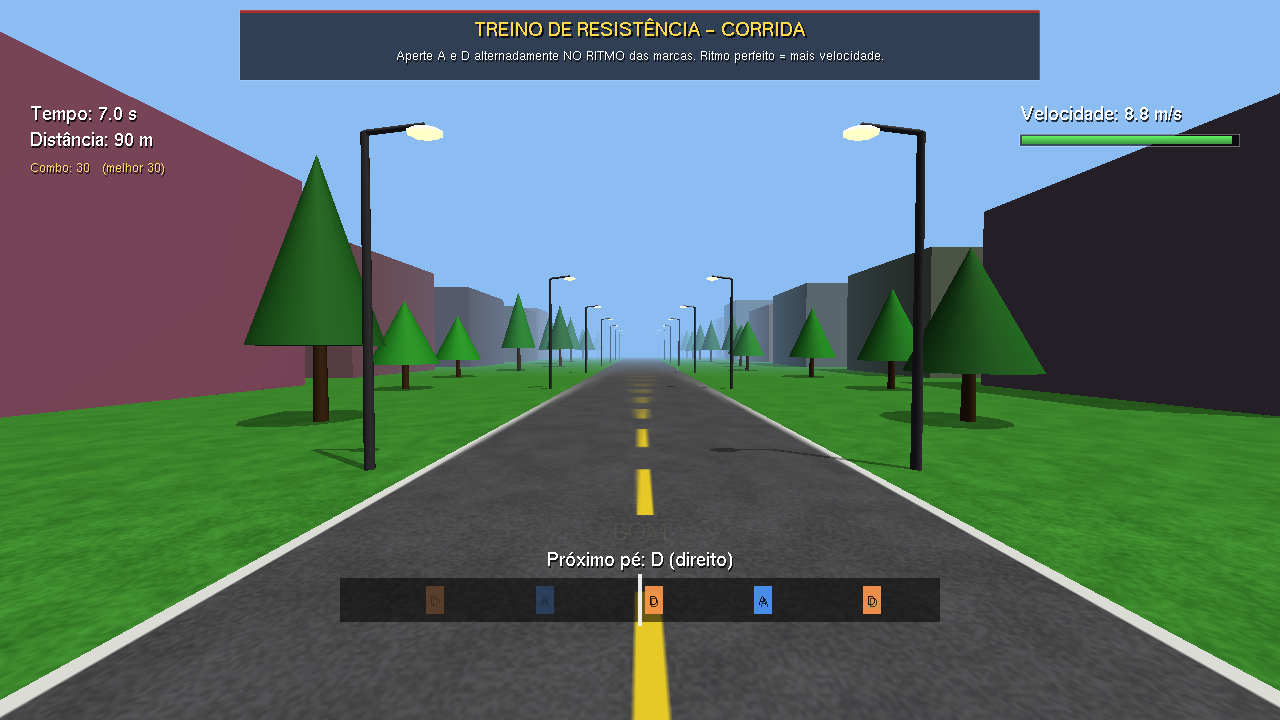 TREINO DE RESISTÊNCIA – CORRIDA
Aperte A e D alternadamente NO RITMO das marcas. Ritmo perfeito = mais velocidade.
Tempo: 7.0 s
Distância: 90 m
Combo: 30 (melhor 30)
Velocidade: 8.8 m/s
BOM
Próximo pé: D (direito)
D A D A D